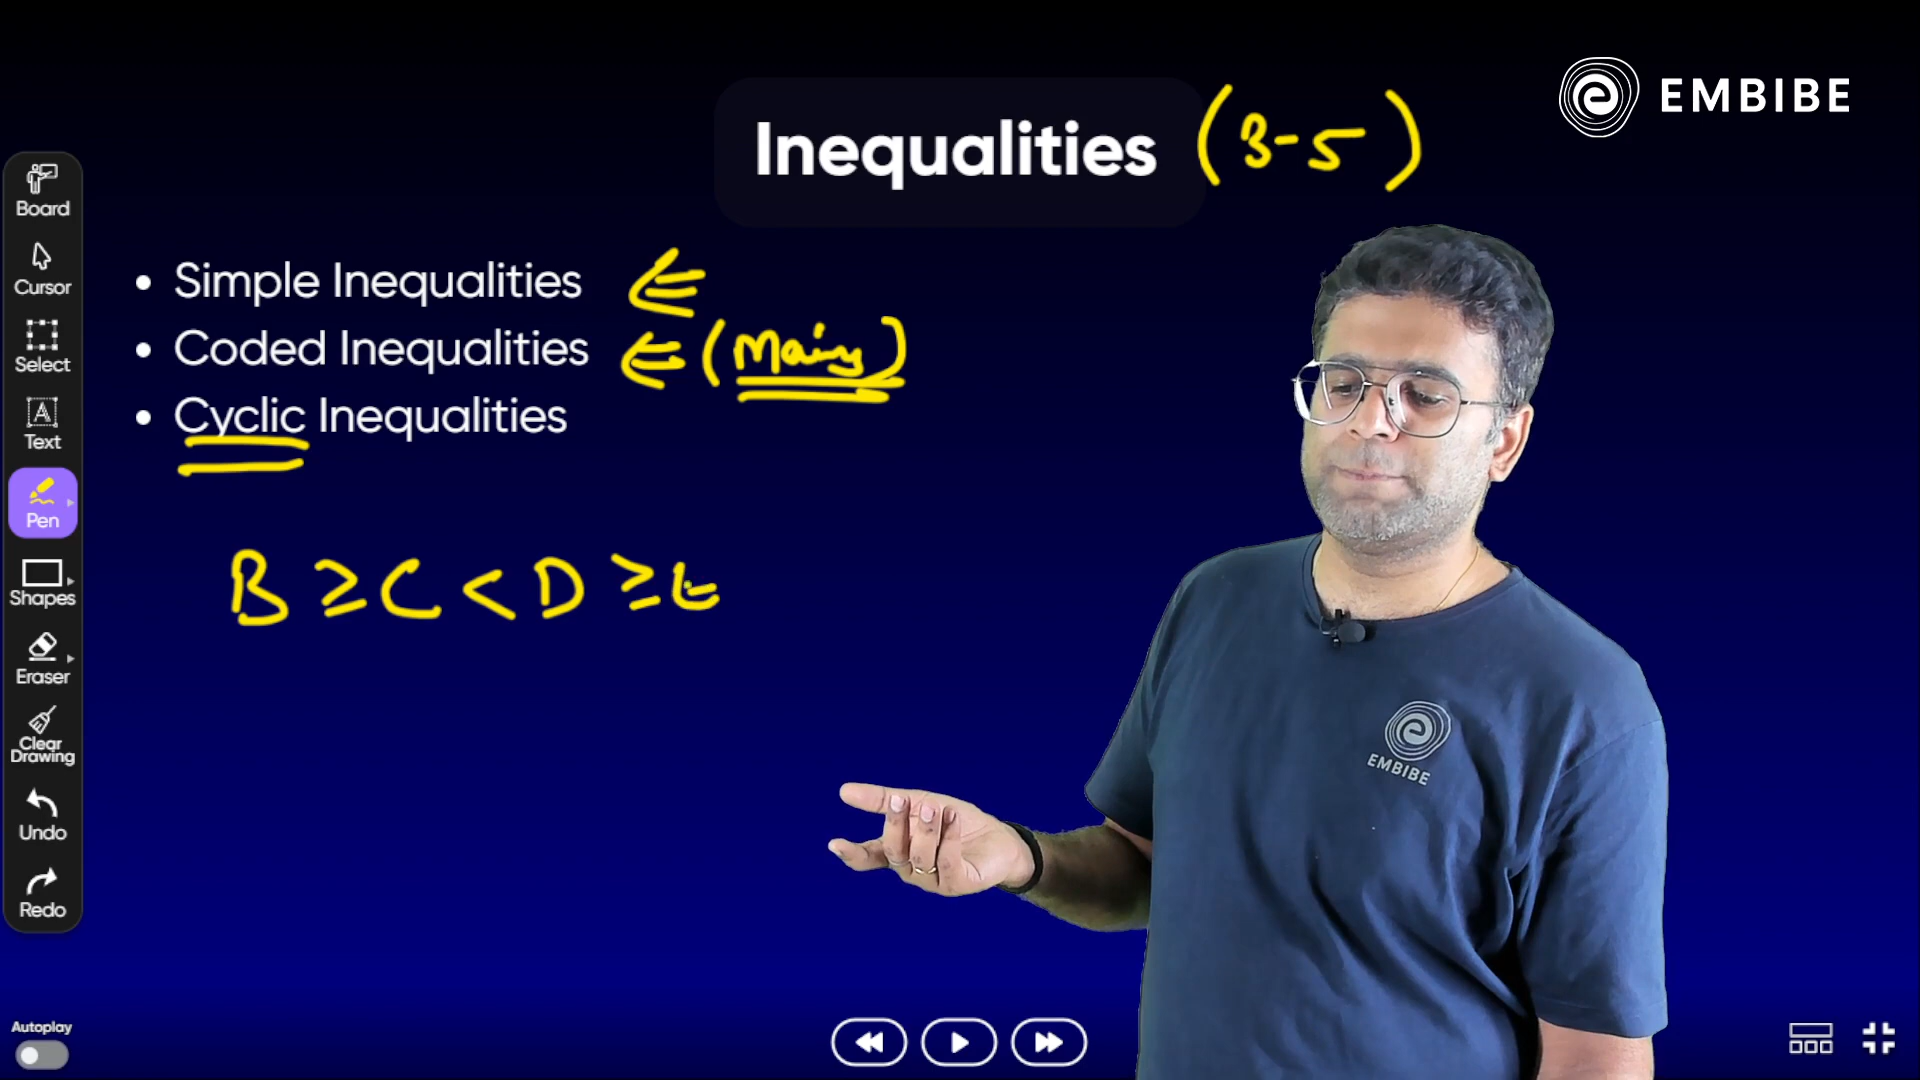 EMBIBE
Inequalities (3-5)
Board
Cursor
Select
Text
Pen
Shapes
Eraser
Clear
Drawing
Undo
Redo
Autoplay
• Simple Inequalities ⋲
• Coded Inequalities ⋲ (Mains)
• Cyclic Inequalities
B ≥ C < D ≥ E
EMBIBE